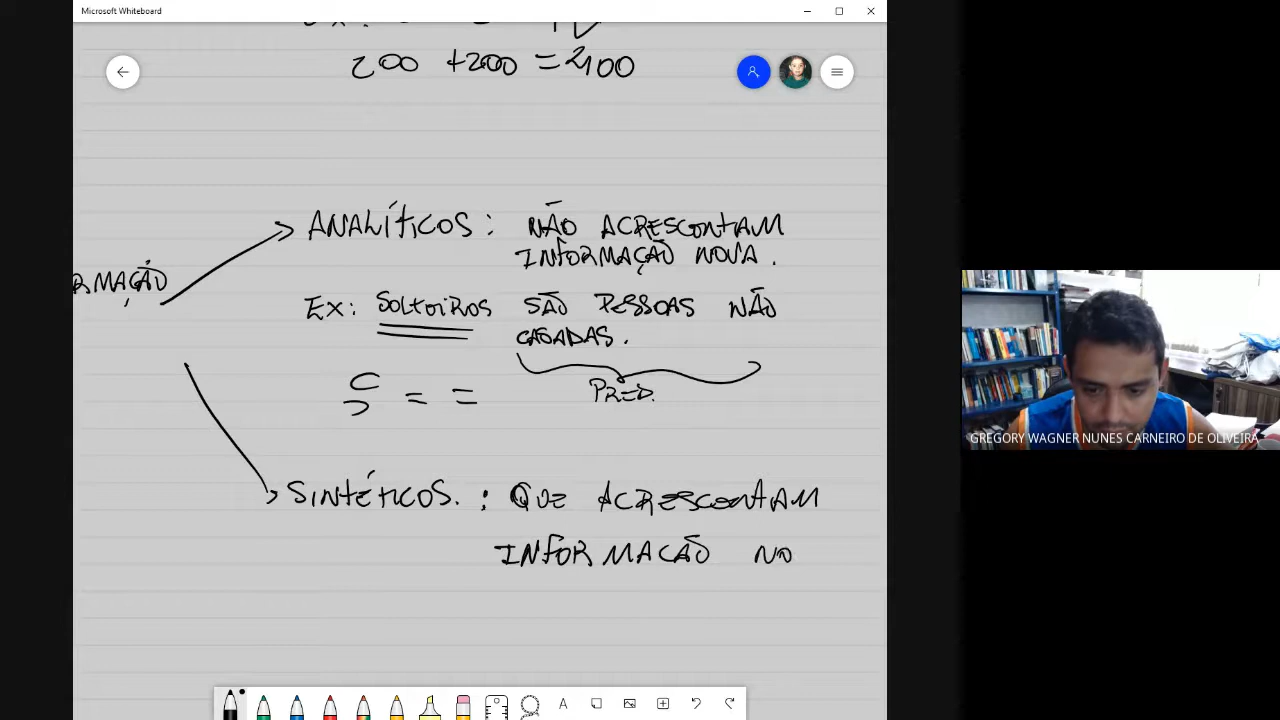 Microsoft Whiteboard
200 +200 =400
ANALÍTICOS: NÃO ACRESCENTAM
INFORMAÇÃO NOVA.
RMAÇÃO
EX: SOLTEIROS SÃO PESSOAS NÃO
CASADAS.
S = =
PRED.
SINTÉTICOS. : QUE ACRESCENTAM
INFORMAÇÃO NO
GREGORY WAGNER NUNES CARNEIRO DE OLIVEIRA